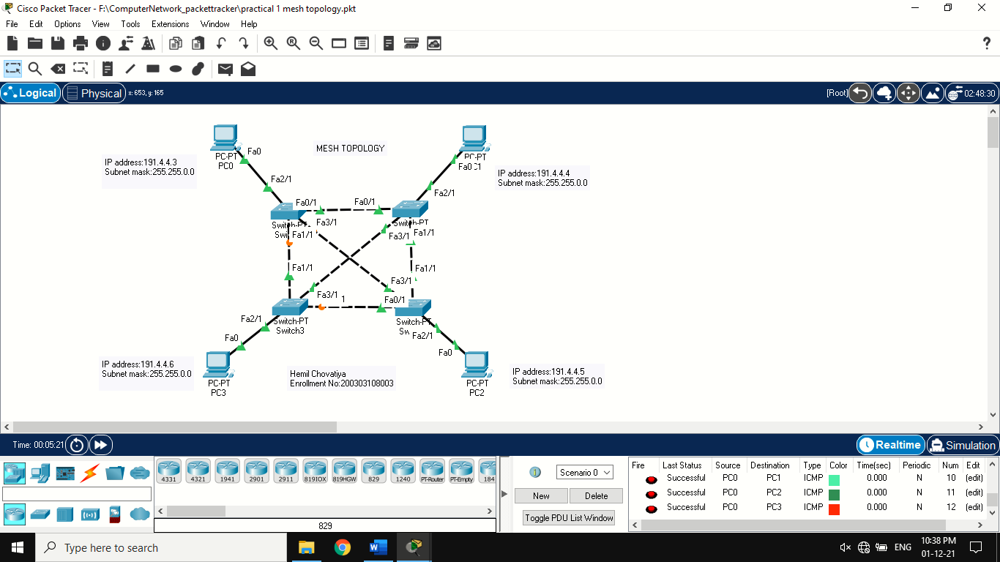 Cisco Packet Tracer - F:\ComputerNetwork_packettracker\practical 1 mesh topology.pkt
File Edit Options View Tools Extensions Window Help
Logical Physical x: 653, y: 165 [Root] 02:48:30
MESH TOPOLOGY
PC-PT
PC0
Fa0
IP address:191.4.4.3
Subnet mask:255.255.0.0
Fa2/1
PC-PT
Fa0 C1
IP address:191.4.4.4
Subnet mask:255.255.0.0
Fa2/1
Fa0/1
Fa0/1
Switch-PT
Fa3/1
Fa1/1
Switch-PT
Fa3/1
Fa1/1
Fa1/1
Fa1/1
Fa3/1
Fa3/1
1
Fa0/1
Switch-PT
Switch3
Fa2/1
Fa0
Switch-PT
Fa2/1
Fa0
IP address:191.4.4.6
Subnet mask:255.255.0.0
PC-PT
PC3
Hemil Chovatiya
Enrollment No:200303108003
PC-PT
PC2
IP address:191.4.4.5
Subnet mask:255.255.0.0
Time: 00:05:21 Realtime Simulation
4331 4321 1941 2901 2911 819IOX 819HGW 829 1240 PT-Router PT-Empty 184
829
1 Scenario 0
New Delete
Toggle PDU List Window
Fire Last Status Source Destination Type Color Time(sec) Periodic Num Edit
Successful PC0 PC1 ICMP 0.000 N 10 (edit)
Successful PC0 PC2 ICMP 0.000 N 11 (edit)
Successful PC0 PC3 ICMP 0.000 N 12 (edit)
Type here to search
ENG
10:38 PM
01-12-21